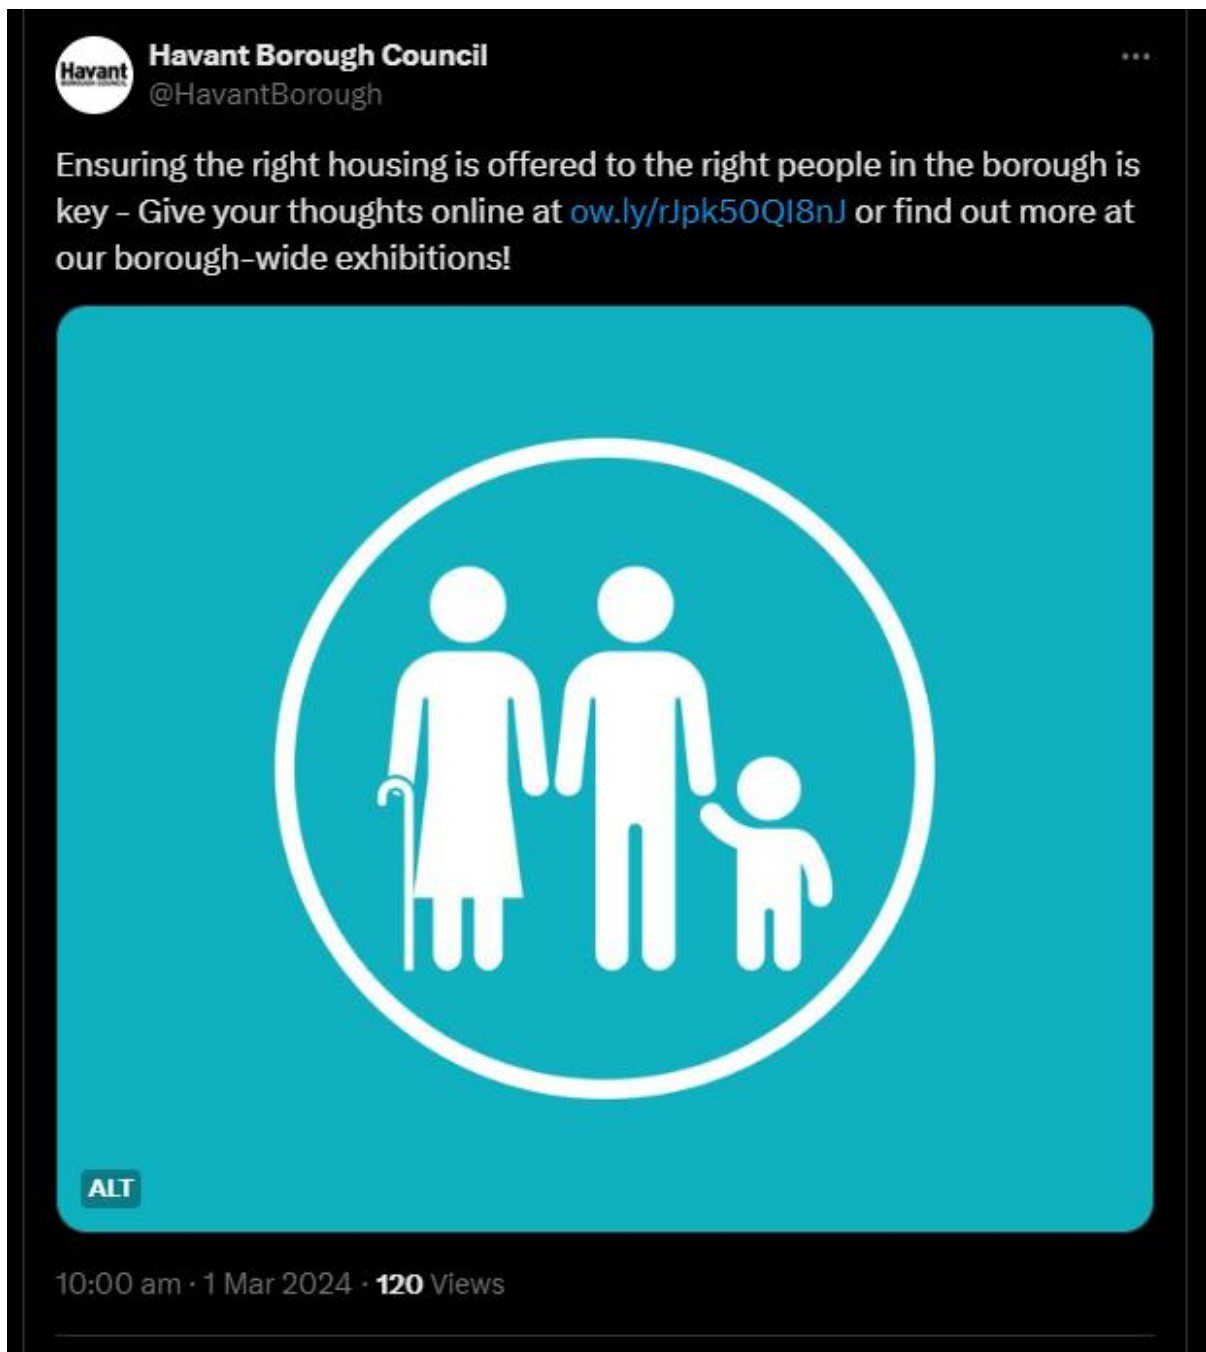 Havant
BOROUGH COUNCIL
Havant Borough Council
@HavantBorough
Ensuring the right housing is offered to the right people in the borough is
key - Give your thoughts online at ow.ly/rJpk50QI8nJ or find out more at
our borough-wide exhibitions!
ALT
10:00 am · 1 Mar 2024 · 120 Views